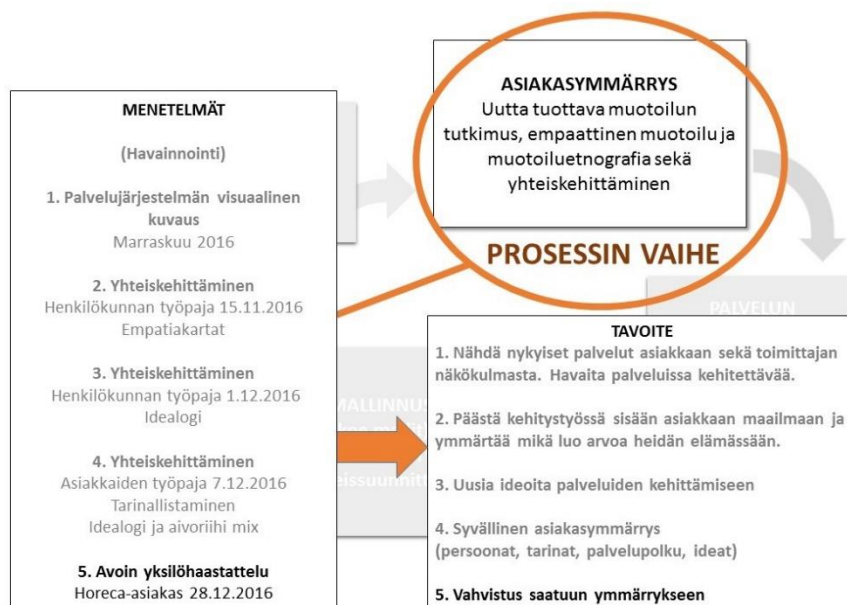 MENETELMÄT
(Havainnointi)
1. Palvelujärjestelmän visuaalinen
kuvaus
Marraskuu 2016
2. Yhteiskehittäminen
Henkilökunnan työpaja 15.11.2016
Empatiakartat
3. Yhteiskehittäminen
Henkilökunnan työpaja 1.12.2016
Idealogi
4. Yhteiskehittäminen
Asiakkaiden työpaja 7.12.2016
Tarinallistaminen
Idealogi ja aivoriihi mix
5. Avoin yksilöhaastattelu
Horeca-asiakas 28.12.2016
ASIAKASYMMÄRRYS
Uutta tuottava muotoilun
tutkimus, empaattinen muotoilu ja
muotoiluetnografia sekä
yhteiskehittäminen
PROSESSIN VAIHE
PALVELUN
TAVOITE
1. Nähdä nykyiset palvelut asiakkaan sekä toimittajan
näkökulmasta. Havaita palveluissa kehitettävää.
2. Päästä kehitystyössä sisään asiakkaan maailmaan ja
ymmärtää mikä luo arvoa heidän elämässään.
3. Uusia ideoita palveluiden kehittämiseen
4. Syvällinen asiakasymmärrys
(persoonat, tarinat, palvelupolku, ideat)
5. Vahvistus saatuun ymmärrykseen